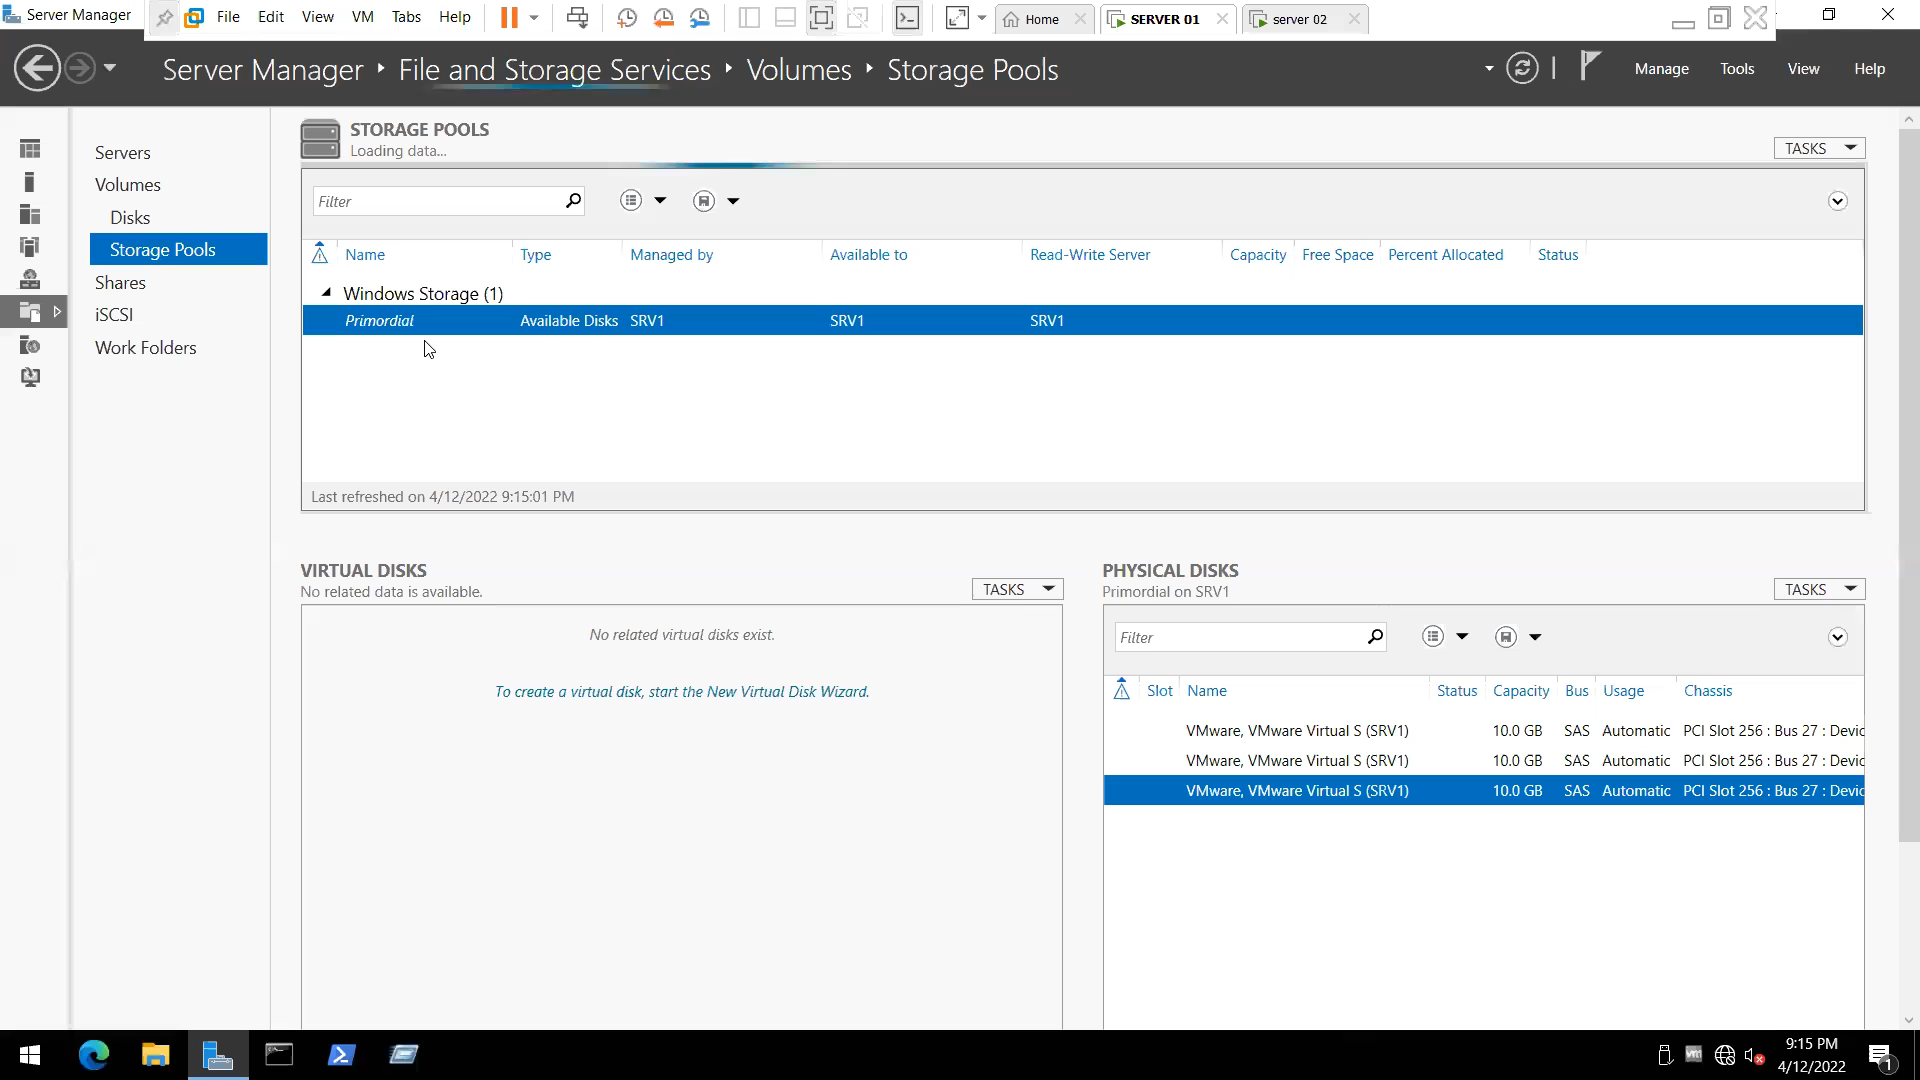 Server Manager
File Edit View VM Tabs Help
Home
SERVER 01
server 02
Server Manager File and Storage Services Volumes Storage Pools
Manage Tools View Help
Servers
Volumes
Disks
Storage Pools
Shares
iSCSI
Work Folders
STORAGE POOLS
Loading data...
TASKS
Filter
Name Type Managed by Available to Read-Write Server Capacity Free Space Percent Allocated Status
Windows Storage (1)
Primordial Available Disks SRV1 SRV1 SRV1
Last refreshed on 4/12/2022 9:15:01 PM
VIRTUAL DISKS
No related data is available.
TASKS
No related virtual disks exist.
To create a virtual disk, start the New Virtual Disk Wizard.
PHYSICAL DISKS
Primordial on SRV1
TASKS
Filter
Slot Name Status Capacity Bus Usage Chassis
VMware, VMware Virtual S (SRV1) 10.0 GB SAS Automatic PCI Slot 256 : Bus 27 : Devic
VMware, VMware Virtual S (SRV1) 10.0 GB SAS Automatic PCI Slot 256 : Bus 27 : Devic
VMware, VMware Virtual S (SRV1) 10.0 GB SAS Automatic PCI Slot 256 : Bus 27 : Devic
9:15 PM
4/12/2022
1